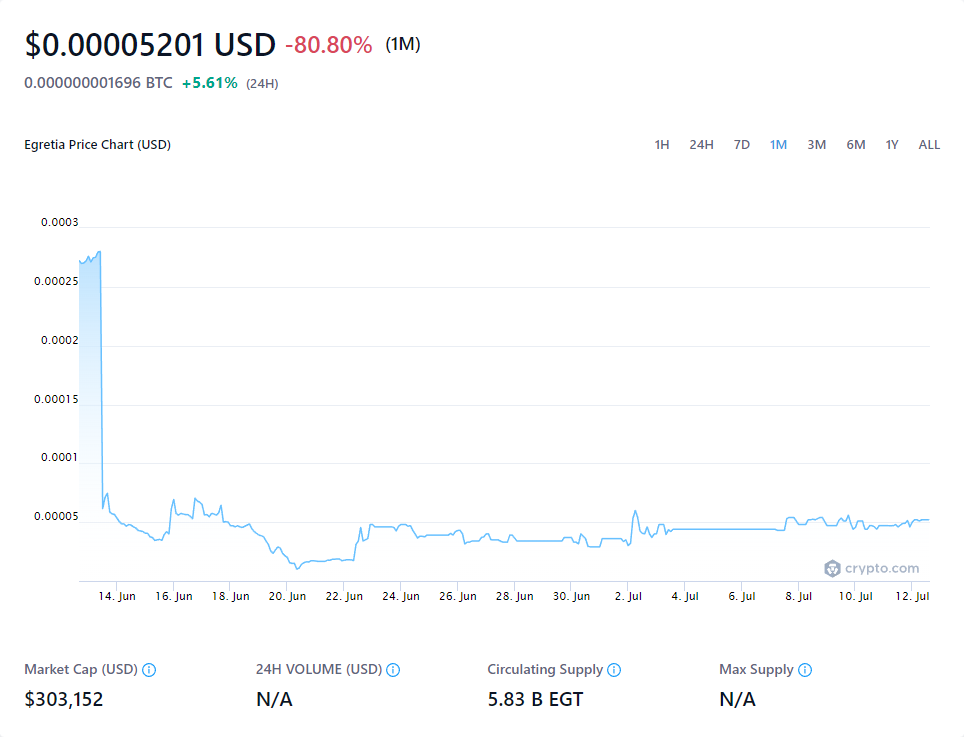 $0.00005201 USD -80.80% (1M)
0.000000001696 BTC +5.61% (24H)
Egretia Price Chart (USD)
1H 24H 7D 1M 3M 6M 1Y ALL
0.0003
0.00025
0.0002
0.00015
0.0001
0.00005
crypto.com
14. Jun 16. Jun 18. Jun 20. Jun 22. Jun 24. Jun 26. Jun 28. Jun 30. Jun 2. Jul 4. Jul 6. Jul 8. Jul 10. Jul 12. Jul
Market Cap (USD) 24H VOLUME (USD) Circulating Supply Max Supply
$303,152 N/A 5.83 B EGT N/A